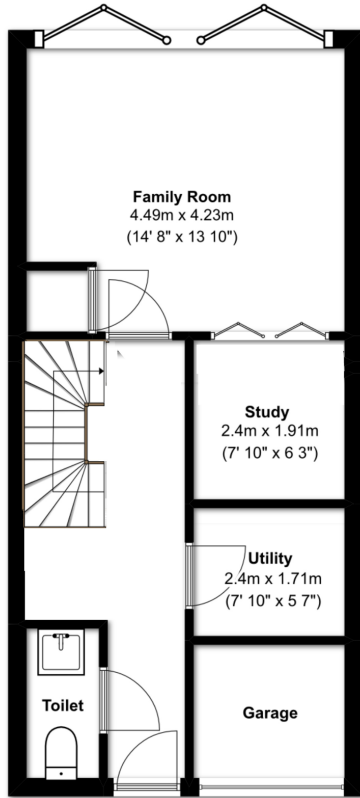 Family Room
4.49m x 4.23m
(14' 8" x 13' 10")
Study
2.4m x 1.91m
(7' 10" x 6 3")
Utility
2.4m x 1.71m
(7' 10" x 5 7")
Toilet
Garage